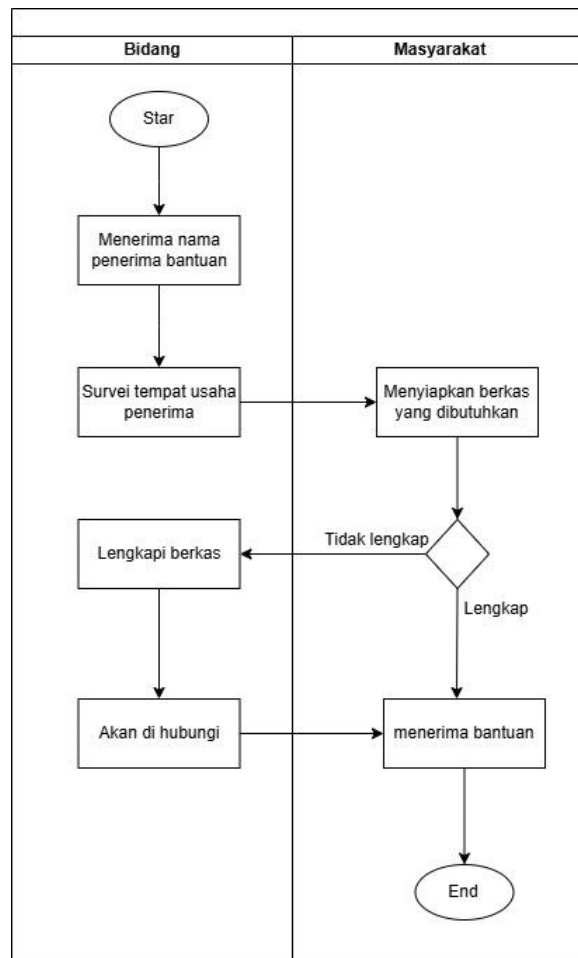 Bidang
Masyarakat
Star
Menerima nama
penerima bantuan
Survei tempat usaha
penerima
Menyiapkan berkas
yang dibutuhkan
Tidak lengkap
Lengkapi berkas
Lengkap
Akan di hubungi
menerima bantuan
End